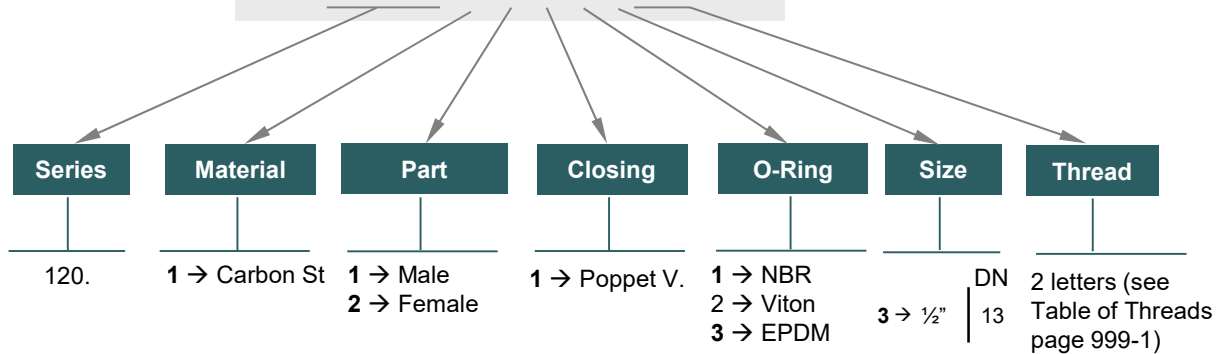 Series Material Part Closing O-Ring Size Thread
120.
1 → Carbon St
1 → Male
2 → Female
1 → Poppet V.
1 → NBR
2 → Viton
3 → EPDM
DN
3 → ½” 13
2 letters (see
Table of Threads
page 999-1)